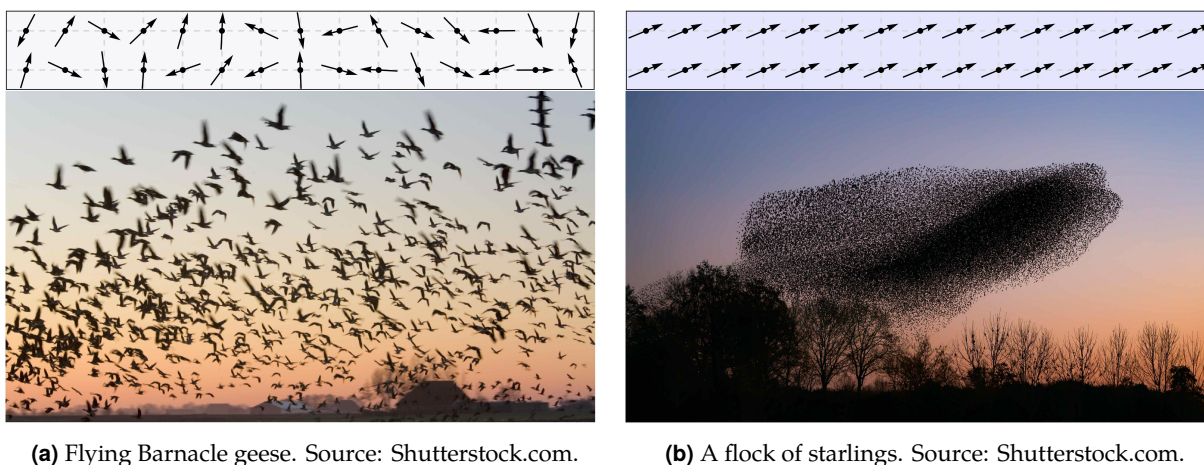 (a) Flying Barnacle geese. Source: Shutterstock.com.
(b) A flock of starlings. Source: Shutterstock.com.